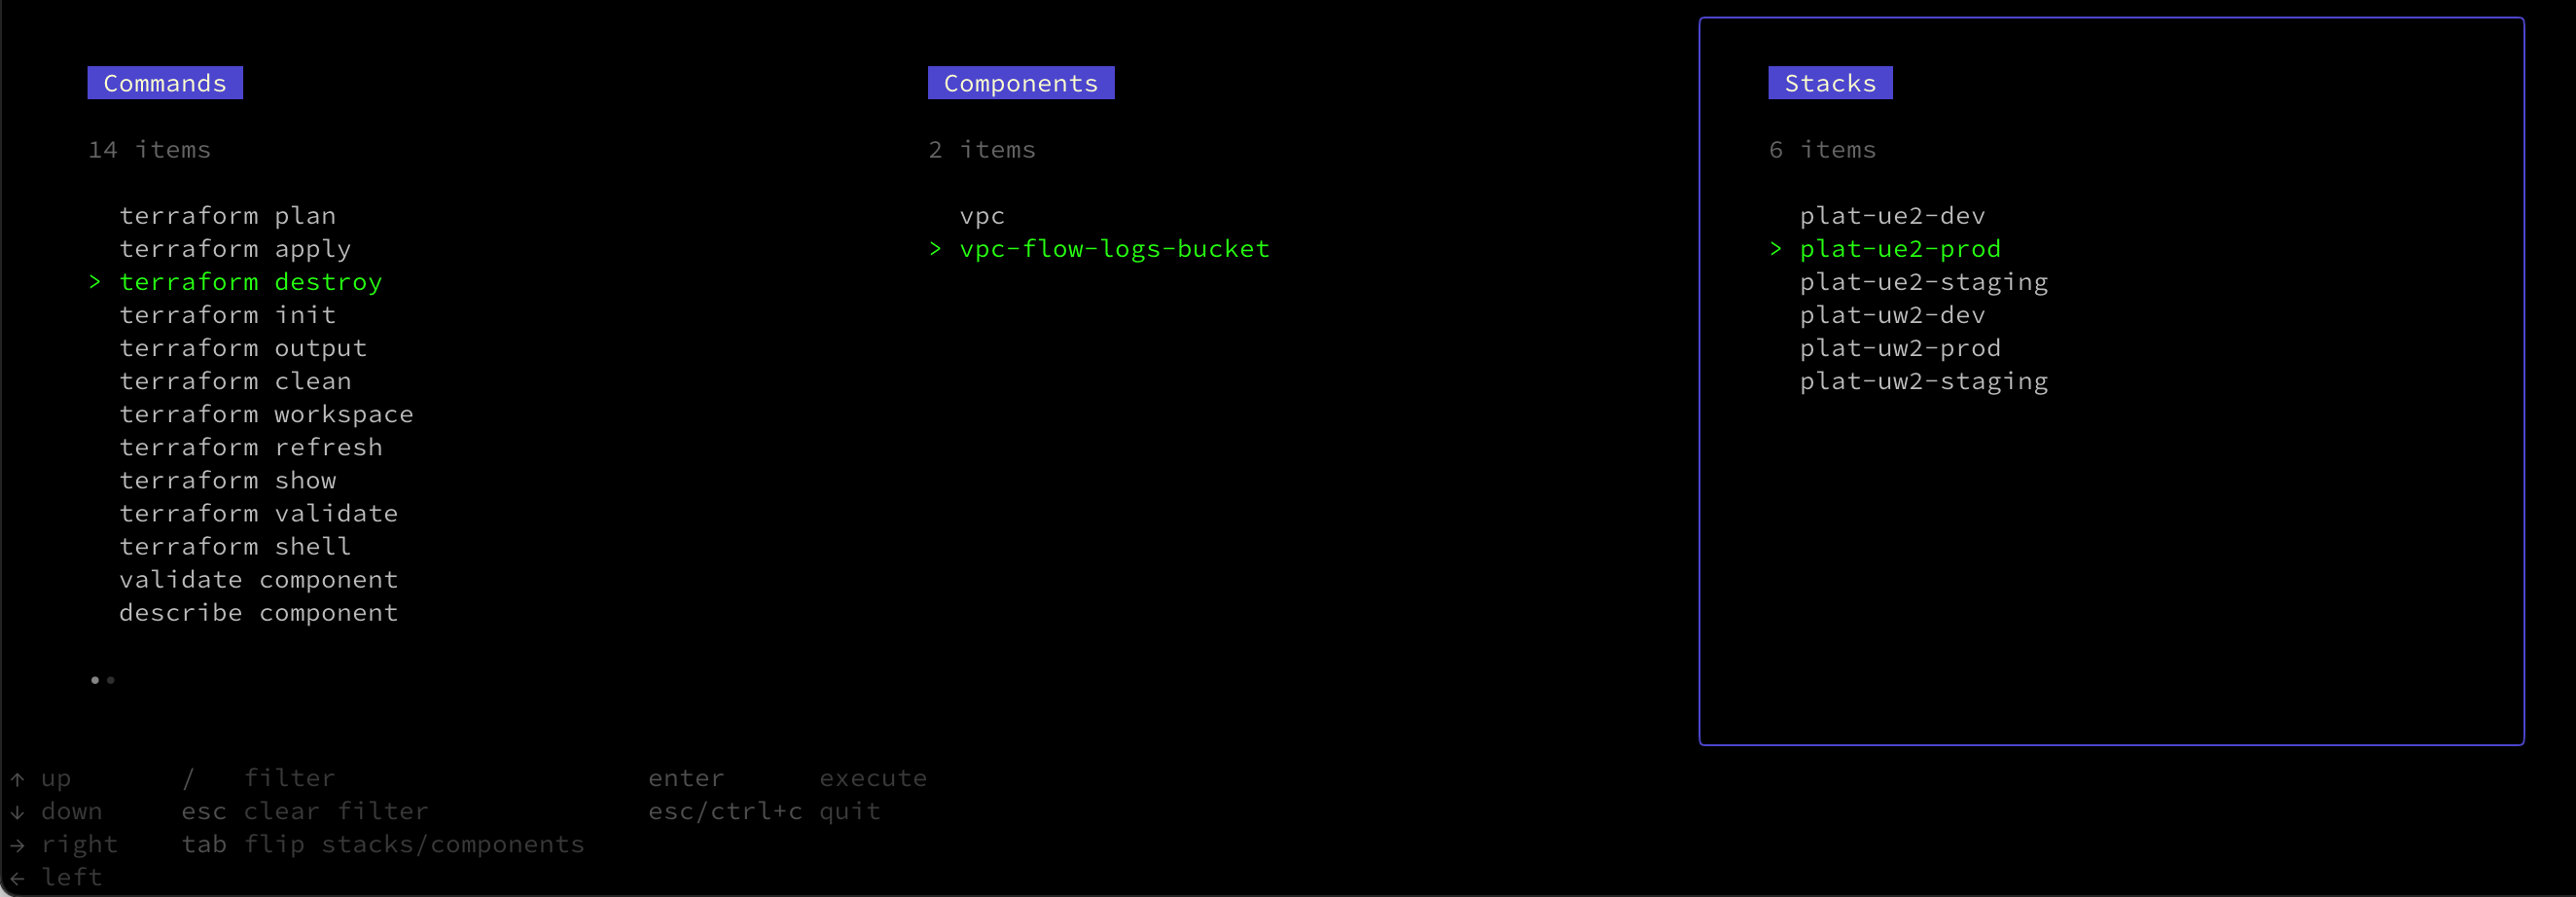 Commands
14 items
terraform plan
terraform apply
> terraform destroy
terraform init
terraform output
terraform clean
terraform workspace
terraform refresh
terraform show
terraform validate
terraform shell
validate component
describe component
••
Components
2 items
vpc
> vpc-flow-logs-bucket
Stacks
6 items
plat-ue2-dev
> plat-ue2-prod
plat-ue2-staging
plat-uw2-dev
plat-uw2-prod
plat-uw2-staging
↑ up / filter enter execute
↓ down esc clear filter esc/ctrl+c quit
→ right tab flip stacks/components
← left